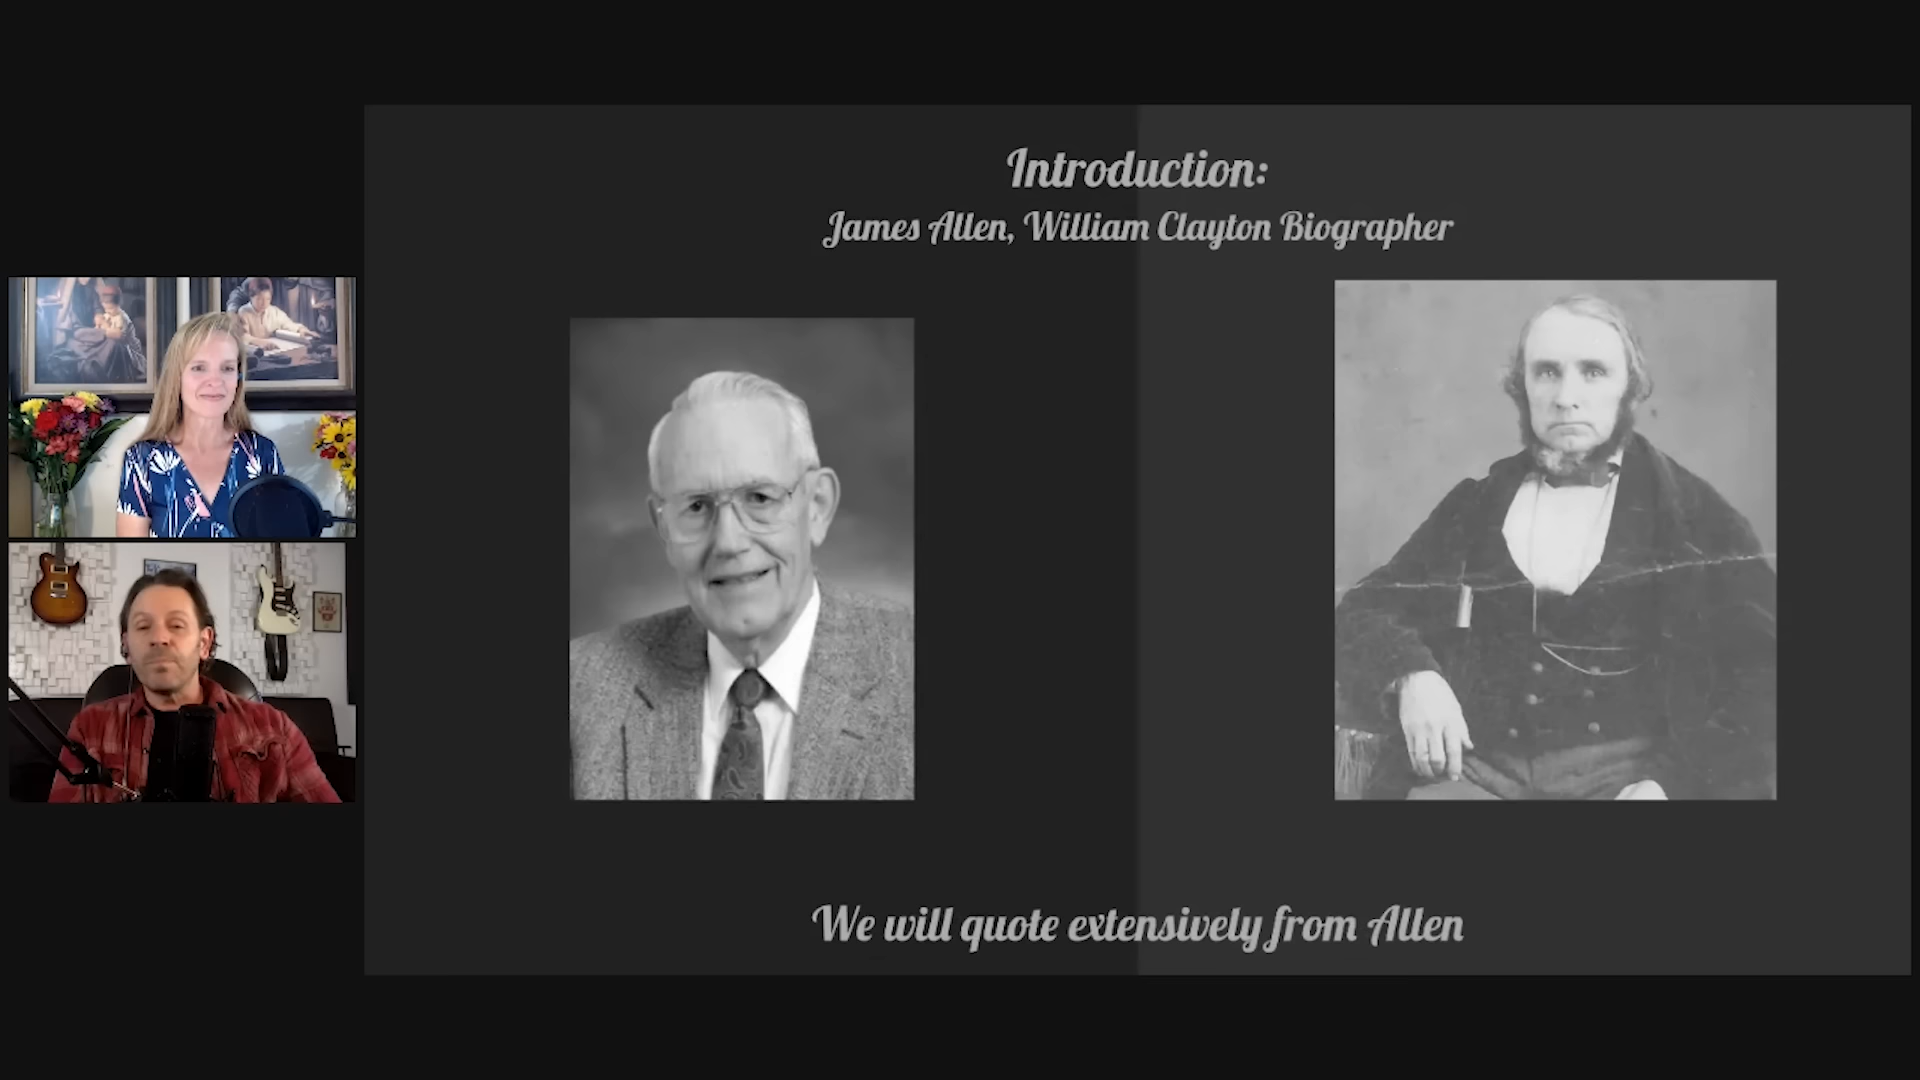 Introduction:
James Allen, William Clayton Biographer
We will quote extensively from Allen